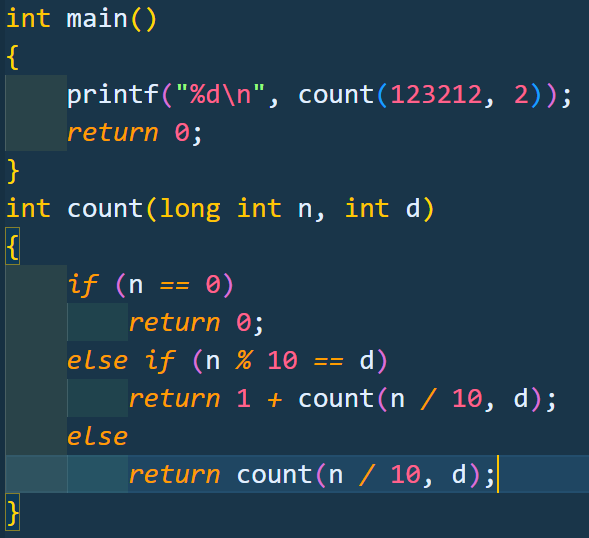 int main()
{
    printf("%d\n", count(123212, 2));
    return 0;
}
int count(long int n, int d)
{
    if (n == 0)
        return 0;
    else if (n % 10 == d)
        return 1 + count(n / 10, d);
    else
        return count(n / 10, d);
}